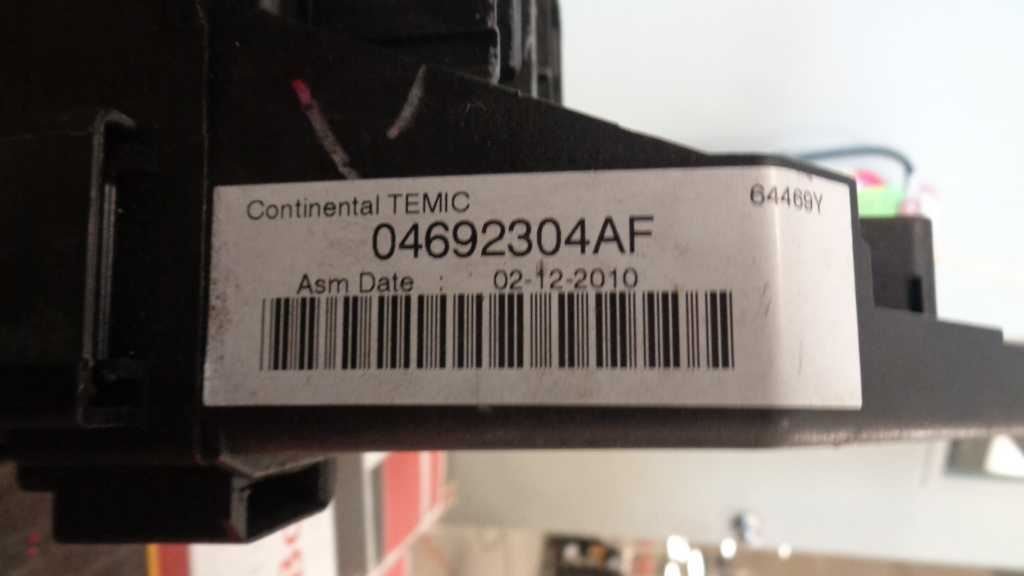 Continental TEMIC
64469Y
04692304AF
Asm Date : 02-12-2010